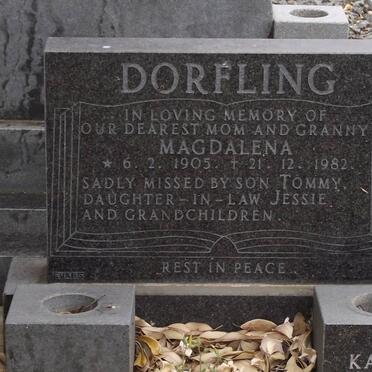 DORFLING
IN LOVING MEMORY OF
OUR DEAREST MOM AND GRANNY
MAGDALENA
★ 6. 2. 1905. † 21. 12. 1982.
SADLY MISSED BY SON TOMMY,
DAUGHTER-IN-LAW JESSIE,
AND GRANDCHILDREN.
REST IN PEACE.
KA